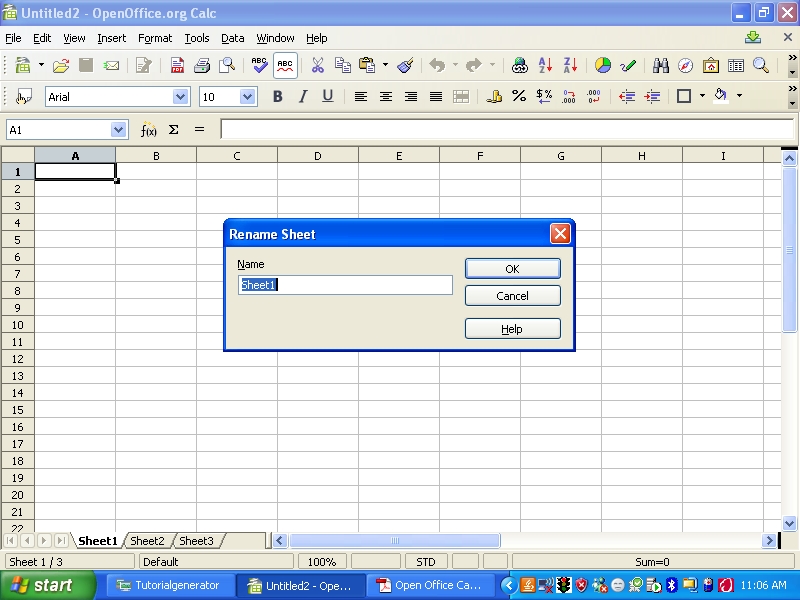 Untitled2 - OpenOffice.org Calc
File Edit View Insert Format Tools Data Window Help
ABC ABC
Arial 10 B I U % $%
A1 f(x) Σ =
A B C D E F G H I
1
2
3
4
5
6
7
8
9
10
11
12
13
14
15
16
17
18
19
20
21
22
Rename Sheet
Name
Sheet1
OK
Cancel
Help
Sheet1 Sheet2 Sheet3
Sheet 1 / 3 Default 100% STD Sum=0
start Tutorialgenerator Untitled2 - Ope... Open Office Ca... 11:06 AM